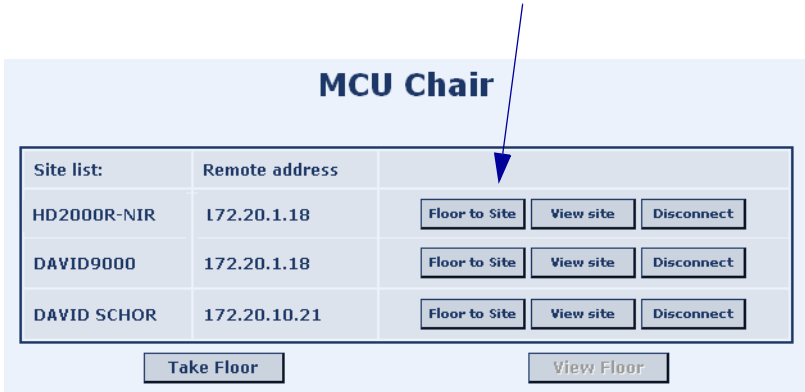 MCU Chair
Site list: Remote address
HD2000R-NIR 172.20.1.18 Floor to Site View site Disconnect
DAVID9000 172.20.1.18 Floor to Site View site Disconnect
DAVID SCHOR 172.20.10.21 Floor to Site View site Disconnect
Take Floor View Floor